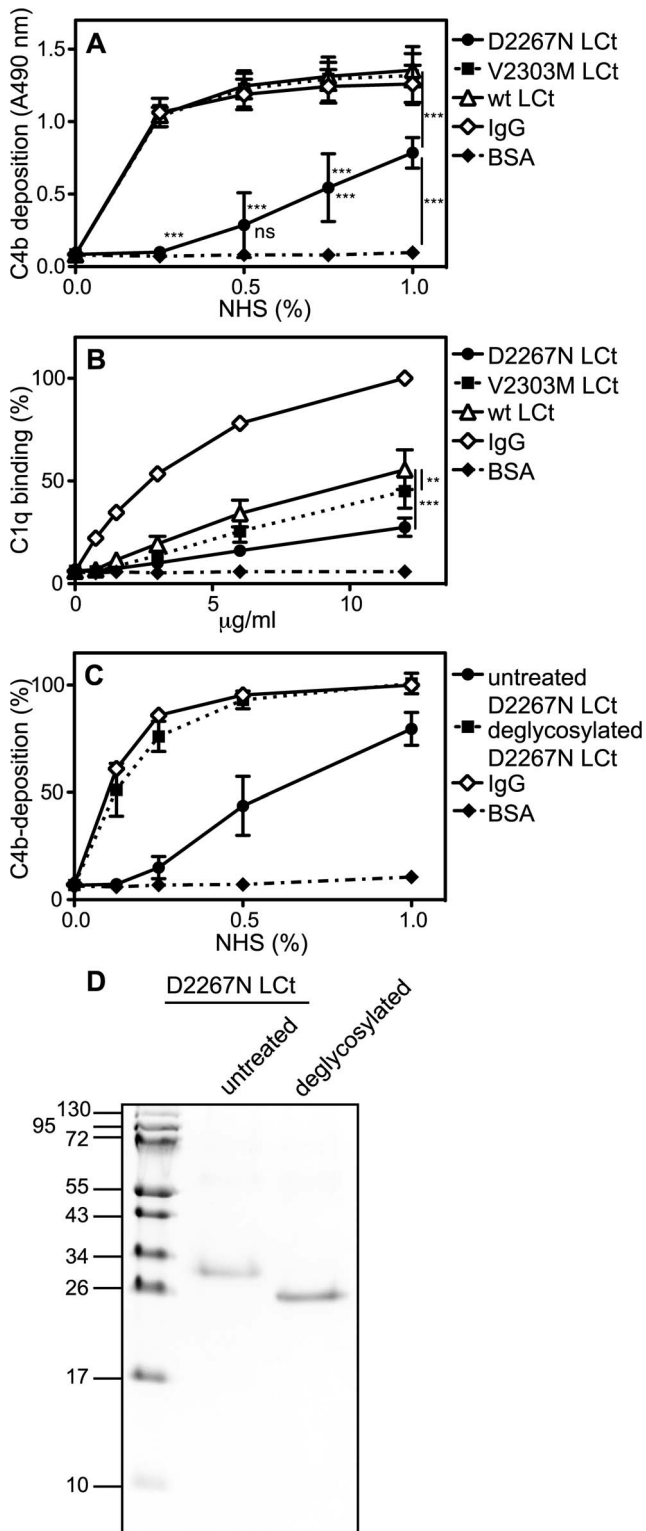 A
C4b deposition (A490 nm)
1.5
1.0
0.5
0.0
***
***
ns
***
***
***
***
0.0
0.5
1.0
NHS (%)
D2267N LCt
V2303M LCt
wt LCt
IgG
BSA
B
C1q binding (%)
100
50
0
**
***
0
5
10
µg/ml
D2267N LCt
V2303M LCt
wt LCt
IgG
BSA
C
C4b-deposition (%)
100
50
0
0.0
0.5
1.0
NHS (%)
untreated
D2267N LCt
deglycosylated
D2267N LCt
IgG
BSA
D
D2267N LCt
untreated
deglycosylated
130
95
72
55
43
34
26
17
10